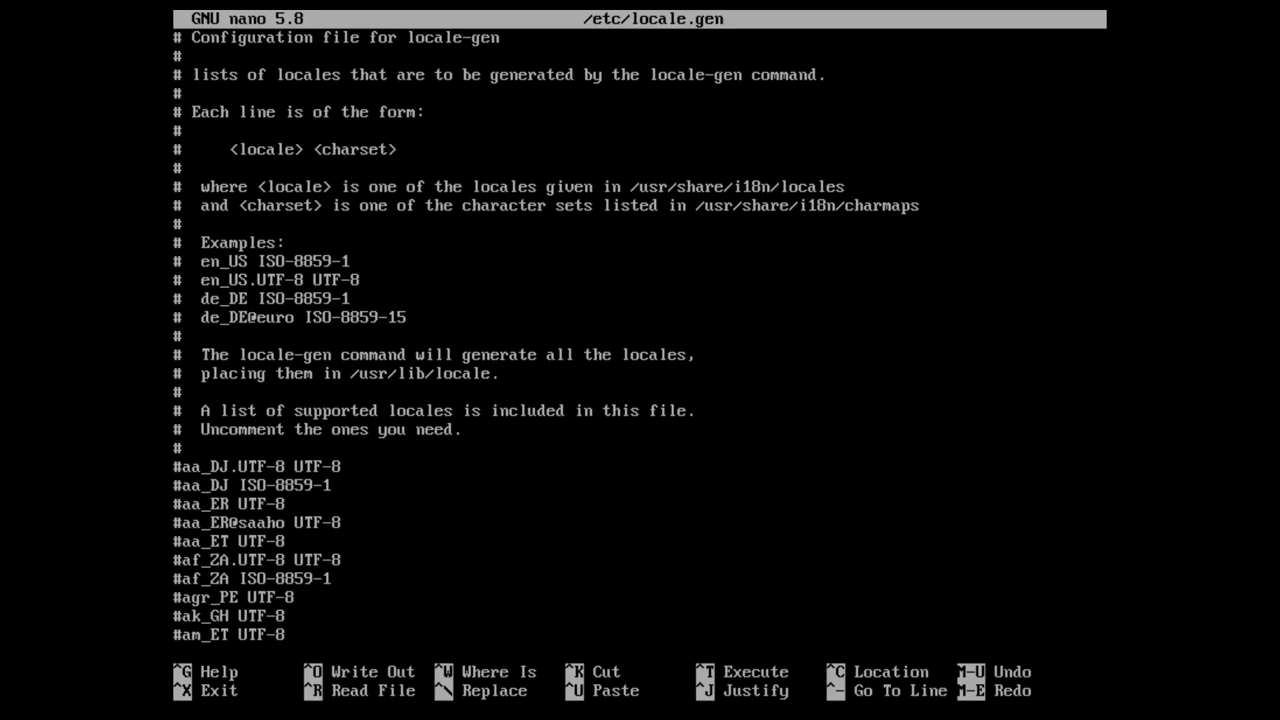 GNU nano 5.8 /etc/locale.gen
# Configuration file for locale-gen
#
# lists of locales that are to be generated by the locale-gen command.
#
# Each line is of the form:
#
#     <locale> <charset>
#
#  where <locale> is one of the locales given in /usr/share/i18n/locales
#  and <charset> is one of the character sets listed in /usr/share/i18n/charmaps
#
#  Examples:
#  en_US ISO-8859-1
#  en_US.UTF-8 UTF-8
#  de_DE ISO-8859-1
#  de_DE@euro ISO-8859-15
#
#  The locale-gen command will generate all the locales,
#  placing them in /usr/lib/locale.
#
#  A list of supported locales is included in this file.
#  Uncomment the ones you need.
#
#aa_DJ.UTF-8 UTF-8
#aa_DJ ISO-8859-1
#aa_ER UTF-8
#aa_ER@saaho UTF-8
#aa_ET UTF-8
#af_ZA.UTF-8 UTF-8
#af_ZA ISO-8859-1
#agr_PE UTF-8
#ak_GH UTF-8
#am_ET UTF-8
^G Help ^O Write Out ^W Where Is ^K Cut ^T Execute ^C Location M-U Undo
^X Exit ^R Read File ^\ Replace ^U Paste ^J Justify ^- Go To Line M-E Redo